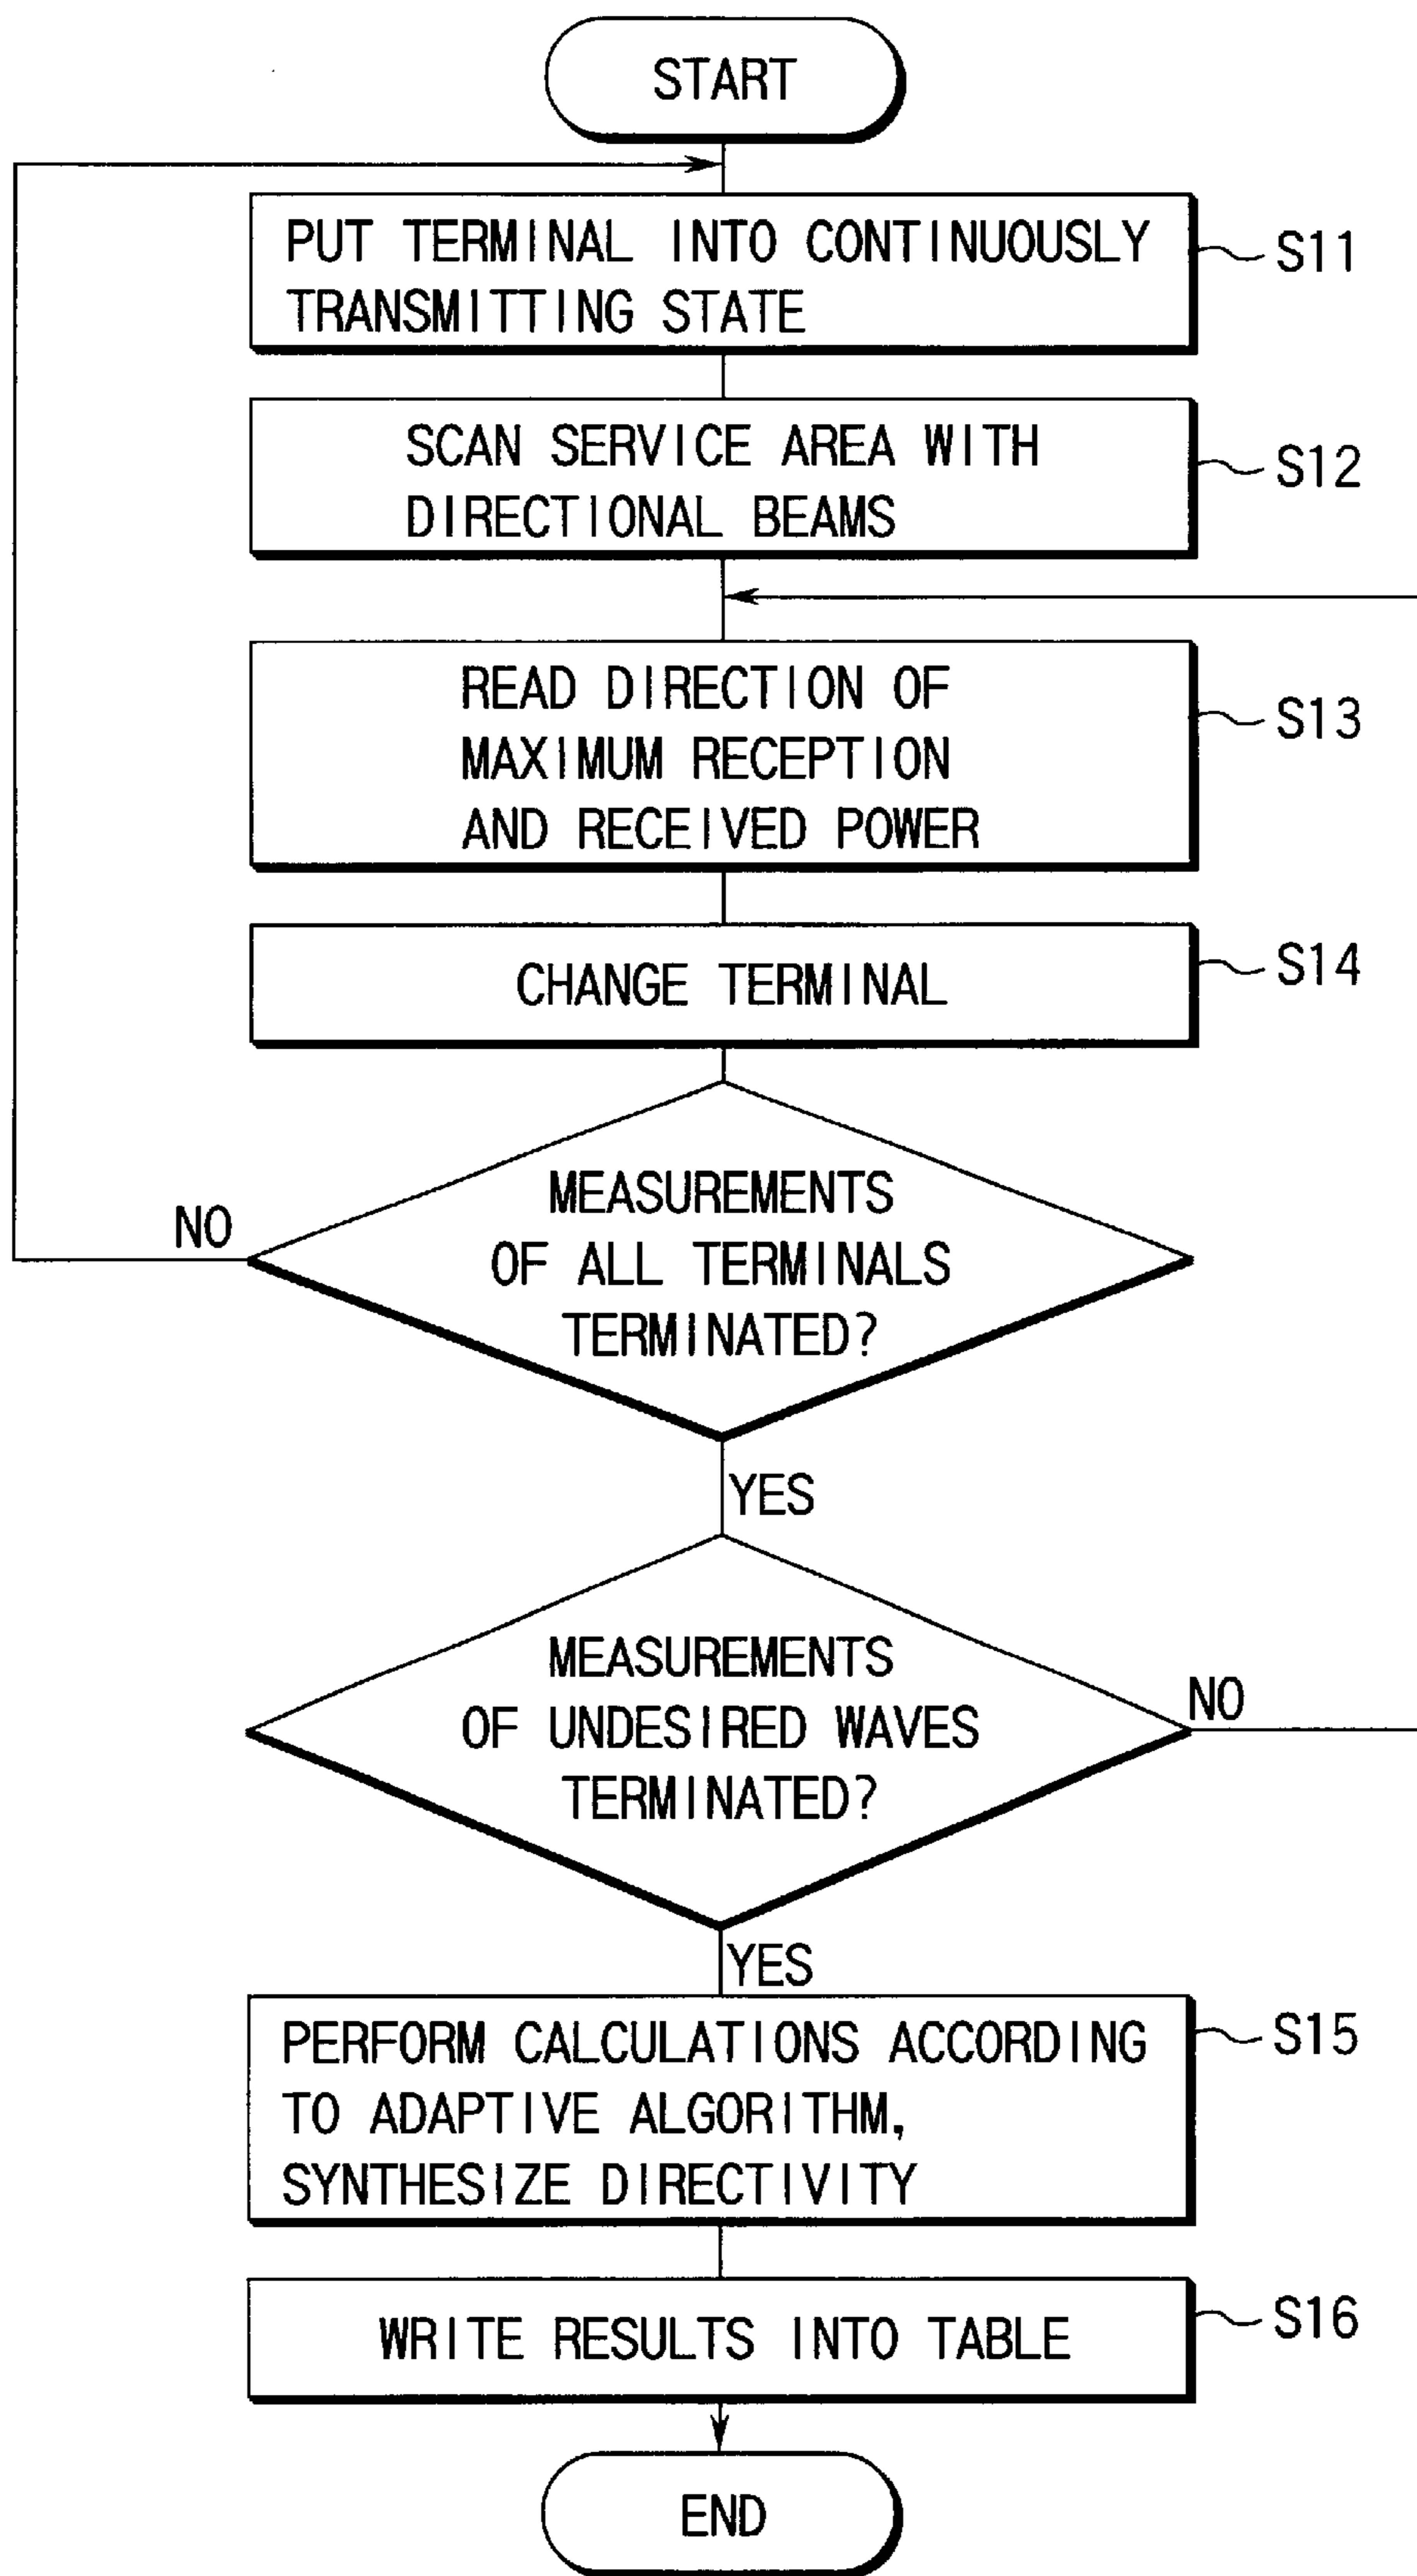 START
PUT TERMINAL INTO CONTINUOUSLY
TRANSMITTING STATE
S11
SCAN SERVICE AREA WITH
DIRECTIONAL BEAMS
S12
READ DIRECTION OF
MAXIMUM RECEPTION
AND RECEIVED POWER
S13
CHANGE TERMINAL
S14
MEASUREMENTS
OF ALL TERMINALS
TERMINATED?
NO
YES
MEASUREMENTS
OF UNDESIRED WAVES
TERMINATED?
NO
YES
PERFORM CALCULATIONS ACCORDING
TO ADAPTIVE ALGORITHM,
SYNTHESIZE DIRECTIVITY
S15
WRITE RESULTS INTO TABLE
S16
END